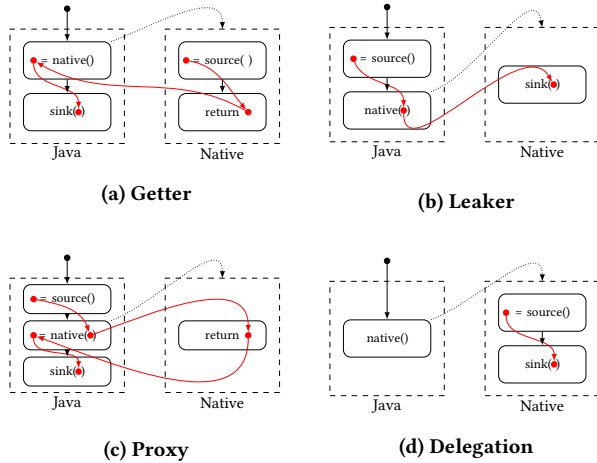 = native()
= source( )
sink( )
return
Java
Native
(a) Getter
= source()
native( )
sink( )
Java
Native
(b) Leaker
= source()
= native( )
return
sink( )
Java
Native
(c) Proxy
native()
= source()
sink( )
Java
Native
(d) Delegation